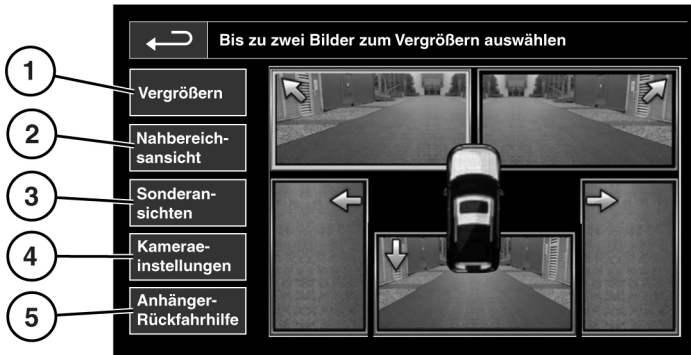 Bis zu zwei Bilder zum Vergrößern auswählen
1
Vergrößern
2
Nahbereich-
sansicht
3
Sonderan-
sichten
4
Kamerae-
instellungen
5
Anhänger-
Rückfahrhilfe